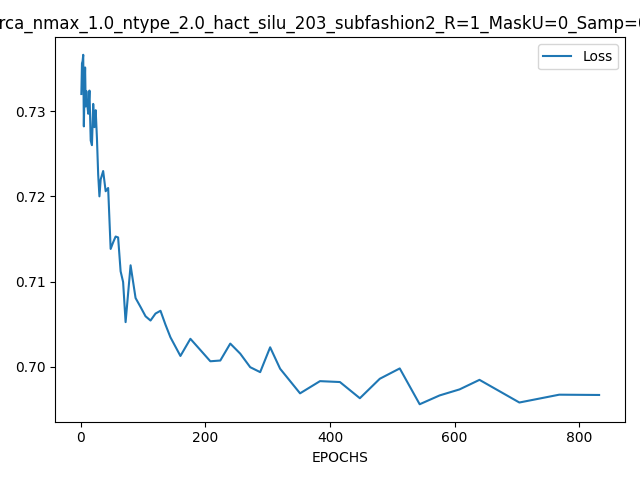 rca_nmax_1.0_ntype_2.0_hact_silu_203_subfashion2_R=1_MaskU=0_Samp=
Loss
0.73
0.72
0.71
0.70
0 200 400 600 800
EPOCHS